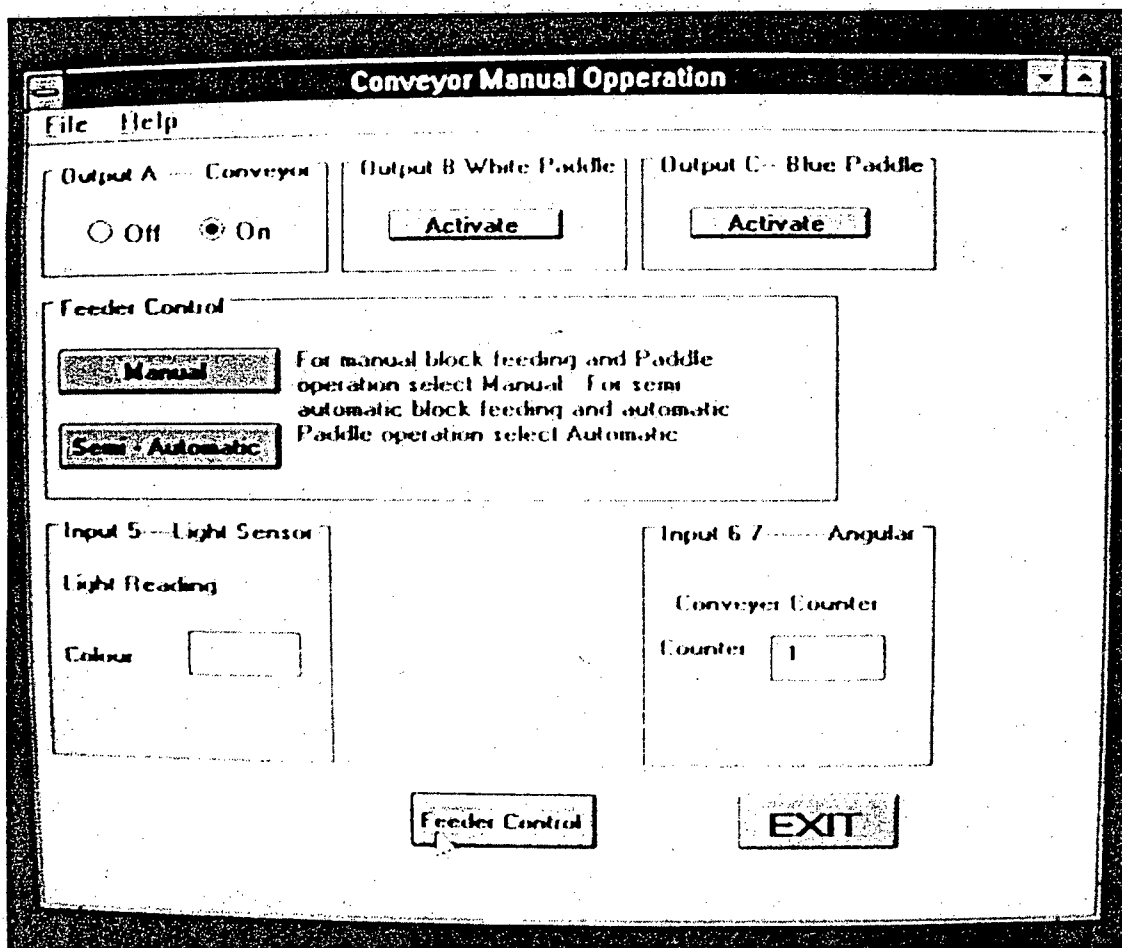 Conveyor Manual Opperation
File Help
Output A --- Conveyor
Output B White Paddle
Output C-- Blue Paddle
Off On
Activate
Activate
Feeder Control
Manual
For manual block feeding and Paddle
operation select Manual For semi
automatic block feeding and automatic
Paddle operation select Automatic
Semi - Automatic
Input 5---Light Sensor
Input 6 7 ------ Angular
Light Reading
Conveyer Counter
Colour
Counter 1
Feeder Control
EXIT